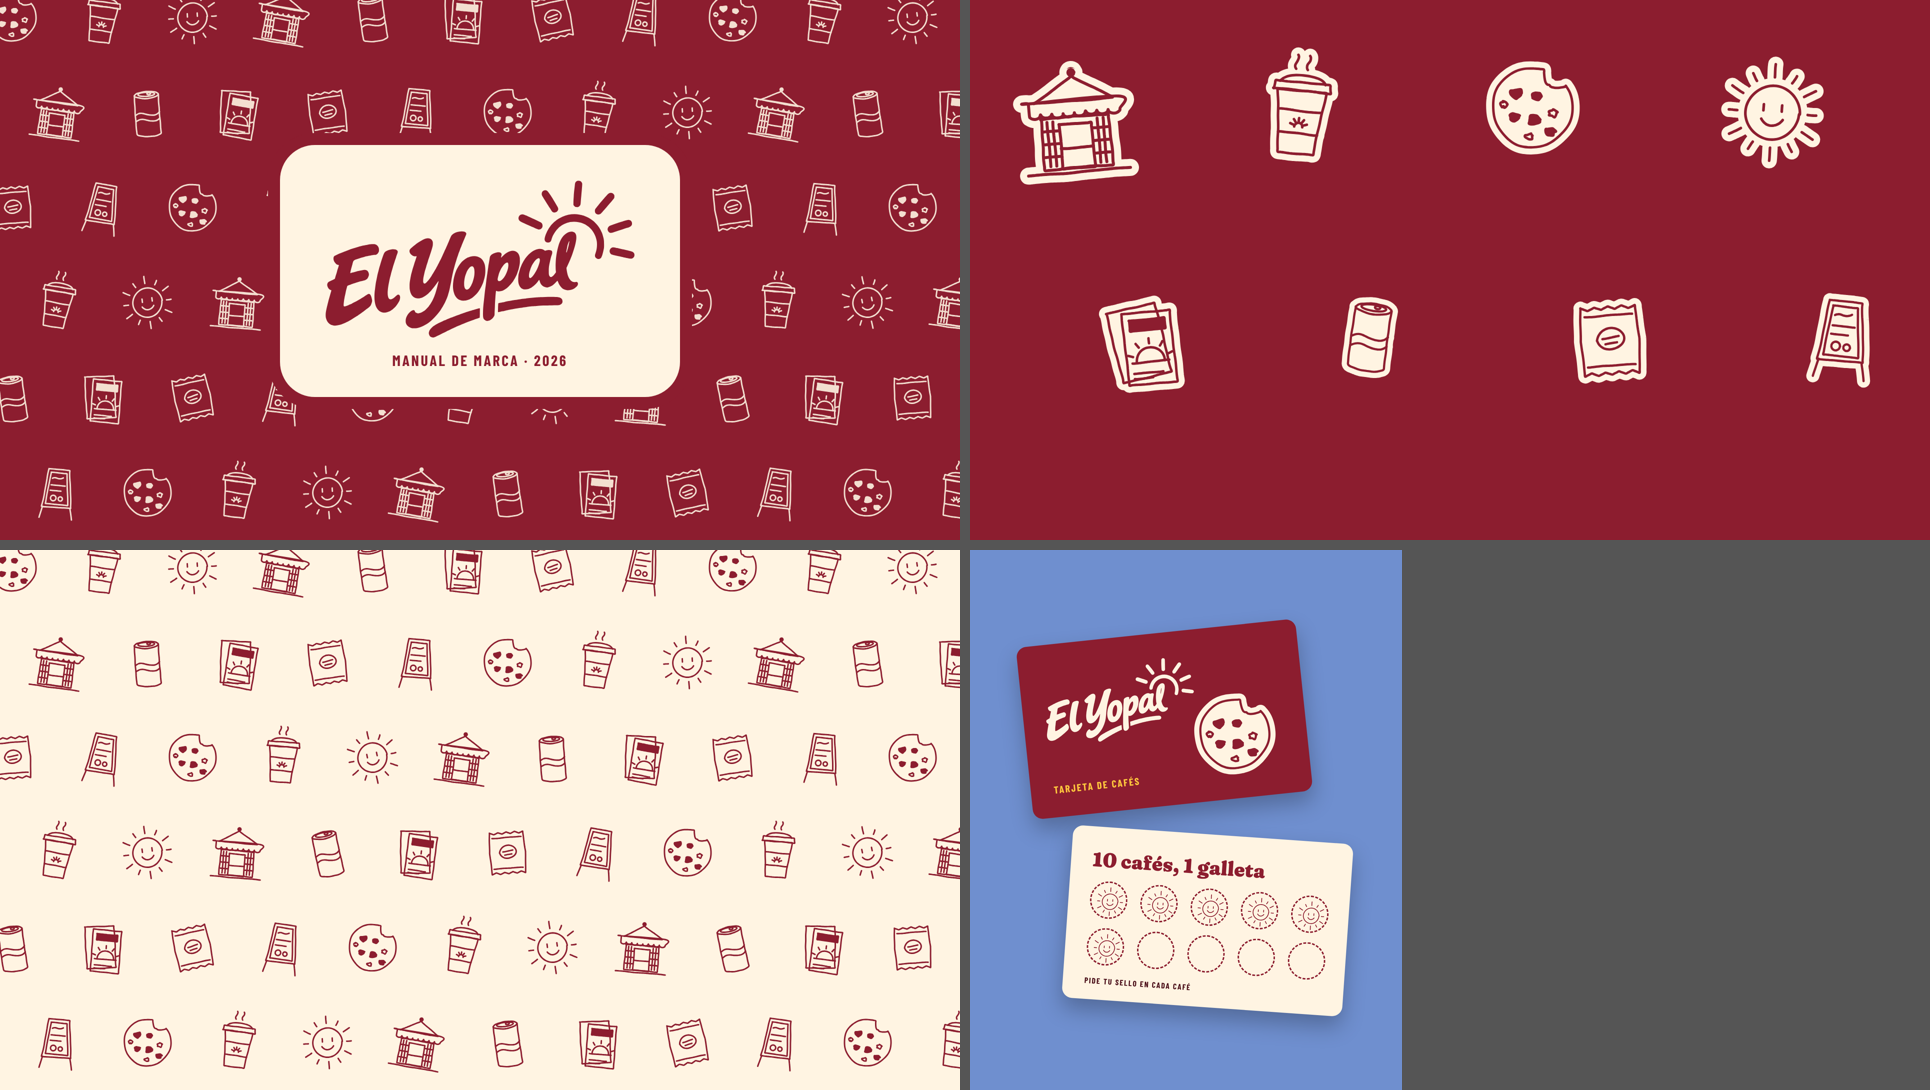 El Yopal
MANUAL DE MARCA · 2026
El Yopal
TARJETA DE CAFÉS
10 cafés, 1 galleta
PIDE TU SELLO EN CADA CAFÉ